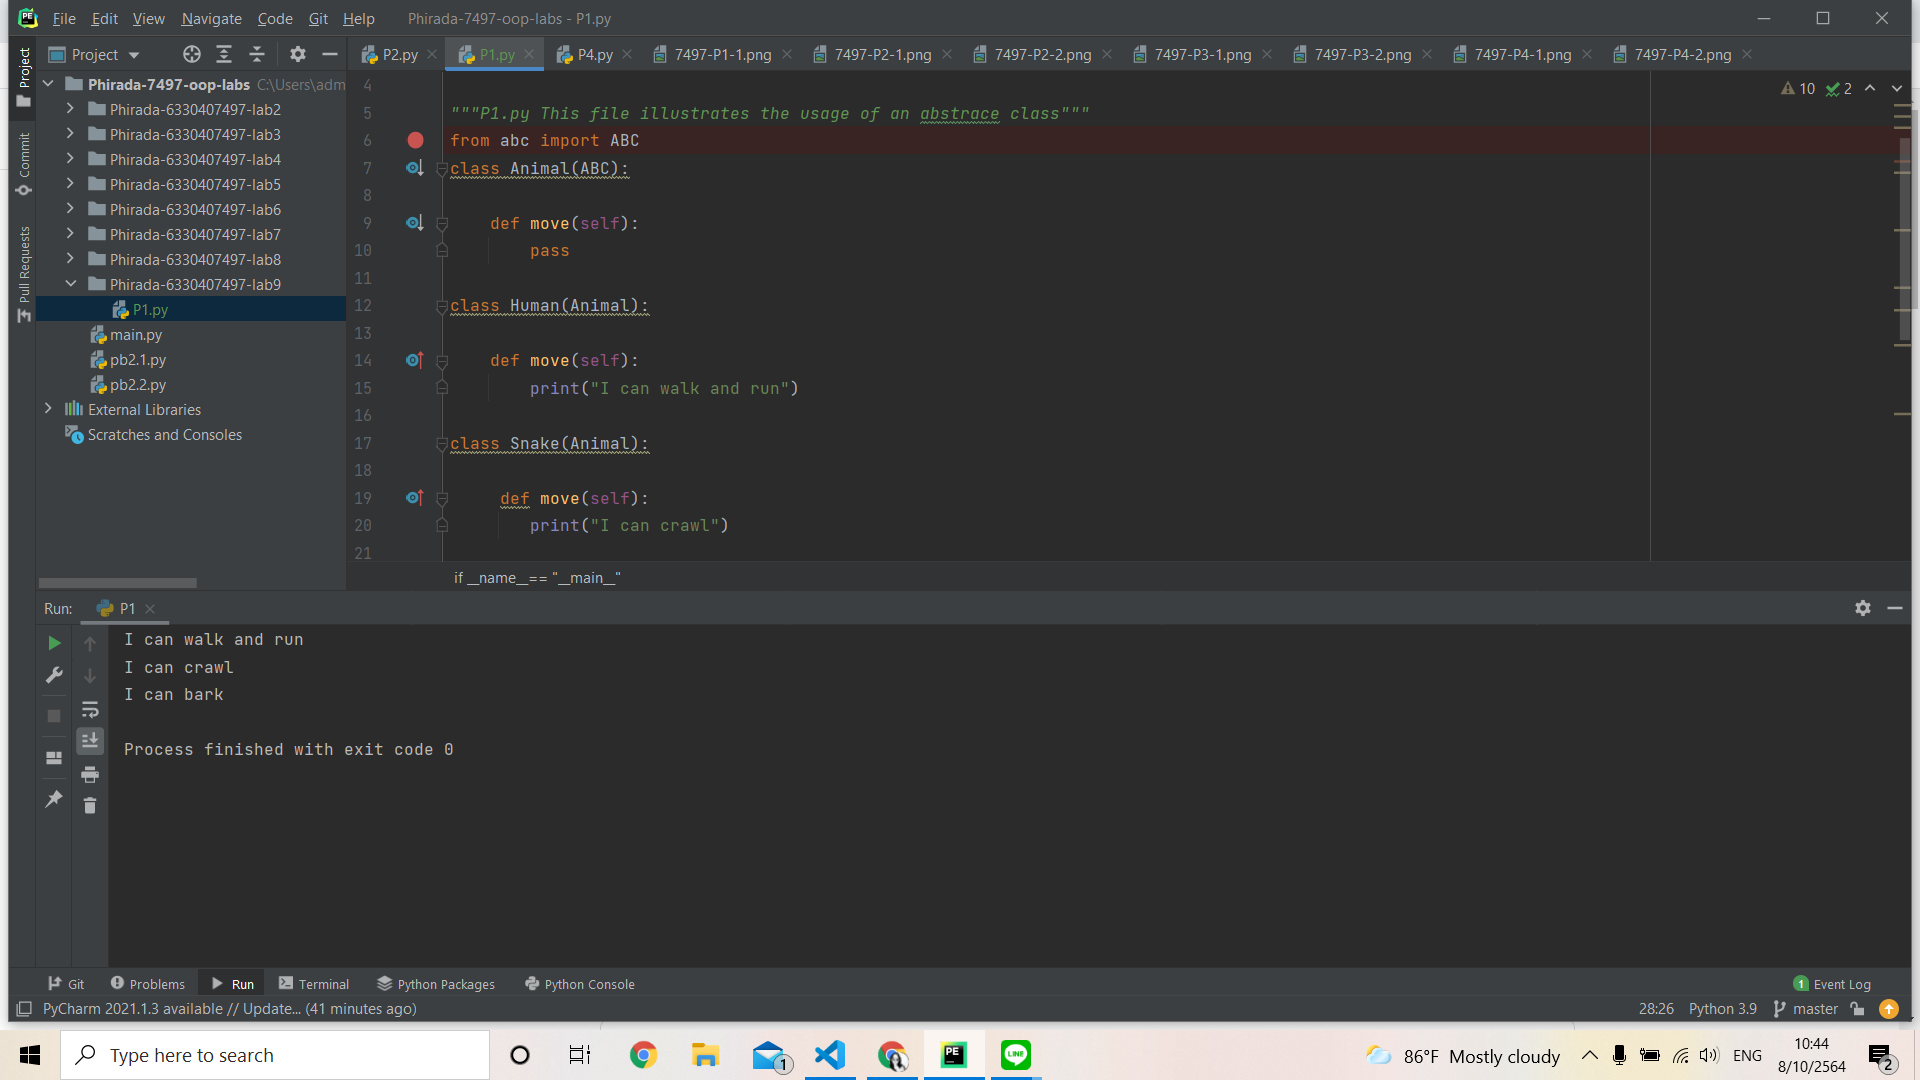 File Edit View Navigate Code Git Help Phirada-7497-oop-labs - P1.py
Project
P2.py P1.py P4.py 7497-P1-1.png 7497-P2-1.png 7497-P2-2.png 7497-P3-1.png 7497-P3-2.png 7497-P4-1.png 7497-P4-2.png
Project
Commit
Pull Requests
Phirada-7497-oop-labs C:\Users\adm
Phirada-6330407497-lab2
Phirada-6330407497-lab3
Phirada-6330407497-lab4
Phirada-6330407497-lab5
Phirada-6330407497-lab6
Phirada-6330407497-lab7
Phirada-6330407497-lab8
Phirada-6330407497-lab9
P1.py
main.py
pb2.1.py
pb2.2.py
External Libraries
Scratches and Consoles
10 2
4
5 """P1.py This file illustrates the usage of an abstrace class"""
6 from abc import ABC
7 class Animal(ABC):
8
9 def move(self):
10 pass
11
12 class Human(Animal):
13
14 def move(self):
15 print("I can walk and run")
16
17 class Snake(Animal):
18
19 def move(self):
20 print("I can crawl")
21
if __name__== "__main__"
Run: P1
I can walk and run
I can crawl
I can bark
Process finished with exit code 0
Git Problems Run Terminal Python Packages Python Console 1 Event Log
PyCharm 2021.1.3 available // Update... (41 minutes ago) 28:26 Python 3.9 master
Type here to search
1
PE
LINE
86°F Mostly cloudy
ENG
10:44
8/10/2564
2